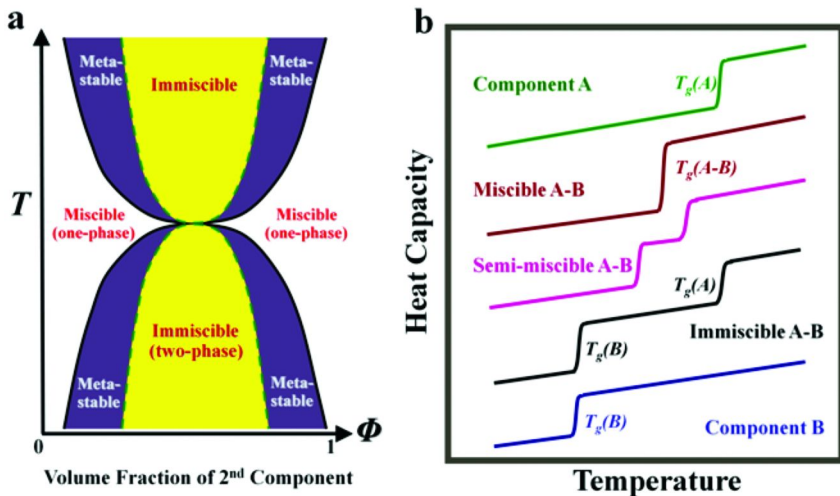 a
T
Meta-
stable
Immiscible
Meta-
stable
Miscible
(one-phase)
Miscible
(one-phase)
Immiscible
(two-phase)
Meta-
stable
Meta-
stable
0
1
Φ
Volume Fraction of 2nd Component
b
Heat Capacity
Component A
Tg(A)
Miscible A-B
Tg(A-B)
Semi-miscible A-B
Tg(A)
Immiscible A-B
Tg(B)
Tg(B)
Component B
Temperature